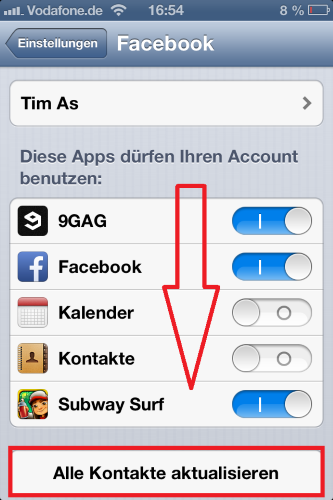 Vodafone.de 16:54 8 %
Einstellungen Facebook
Tim As
Diese Apps dürfen Ihren Account
benutzen:
9GAG
Facebook
Kalender
Kontakte
Subway Surf
Alle Kontakte aktualisieren